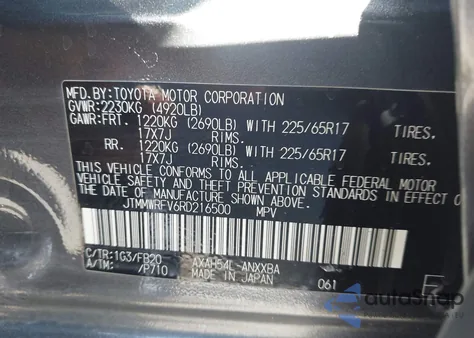 MFD.BY:TOYOTA MOTOR CORPORATION
GVWR:2230KG (4920LB)
GAWR:FRT. 1220KG (2690LB) WITH 225/65R17 TIRES.
17X7J RIMS.
RR. 1220KG (2690LB) WITH 225/65R17 TIRES.
17X7J RIMS.
THIS VEHICLE CONFORMS TO ALL APPLICABLE FEDERAL MOTOR
VEHICLE SAFETY AND THEFT PREVENTION STANDARDS IN EFFECT O
THE DATE OF MANUFACTURE SHOWN ABOVE.
JTMMWRFV6RD216500 MPV
C/TR:1G3/FB20 AXAH54L-ANXXBA
A/TM: /P710 MADE IN JAPAN 061
autoSnap